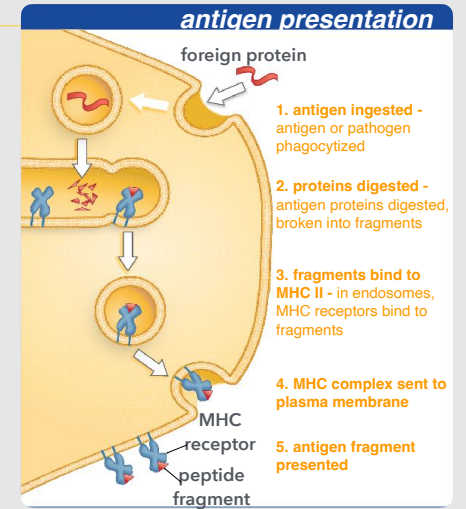 antigen presentation
foreign protein
1. antigen ingested -
antigen or pathogen
phagocytized
2. proteins digested -
antigen proteins digested,
broken into fragments
3. fragments bind to
MHC II - in endosomes,
MHC receptors bind to
fragments
4. MHC complex sent to
plasma membrane
MHC
receptor
5. antigen fragment
presented
peptide
fragment